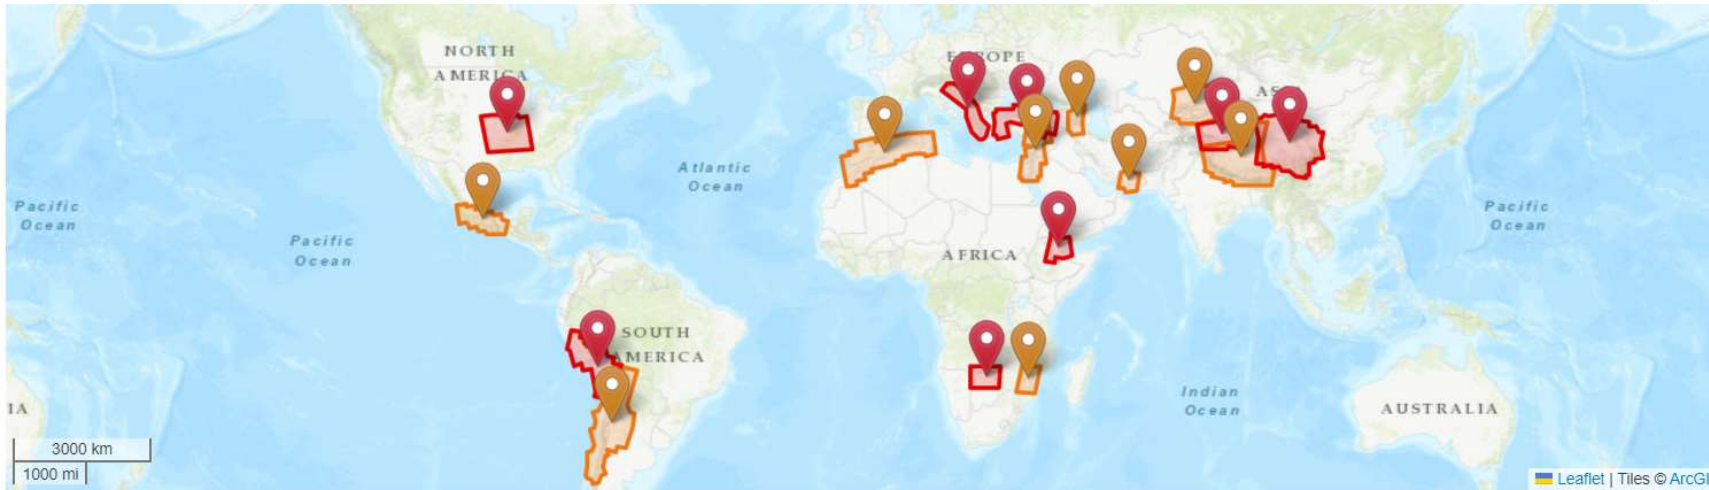 NORTH
AMERICA
Atlantic
Ocean
Pacific
Ocean
Pacific
Ocean
AFRICA
Pacific
Ocean
SOUTH
AMERICA
Indian
Ocean
AUSTRALIA
IA
3000 km
1000 mi
Leaflet | Tiles © ArcGI